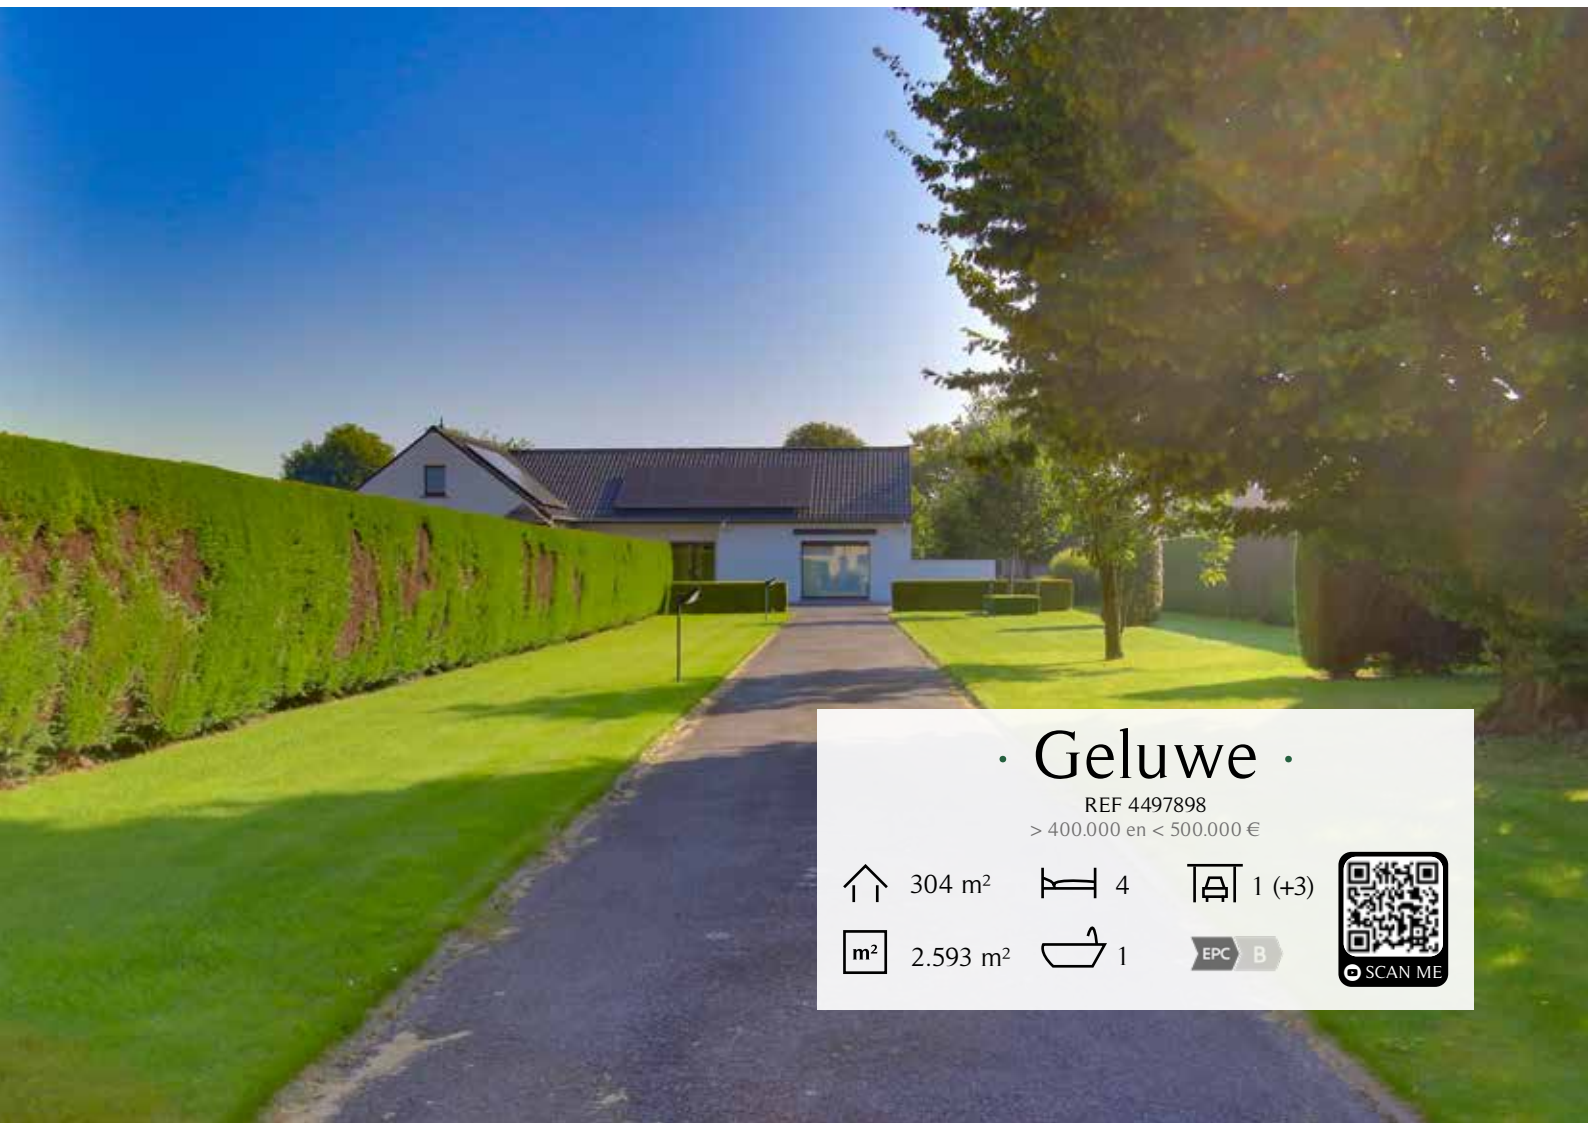 · Geluwe ·
REF 4497898
> 400.000 en < 500.000 €
304 m² 4 1 (+3)
m² 2.593 m² 1 EPC B
SCAN ME